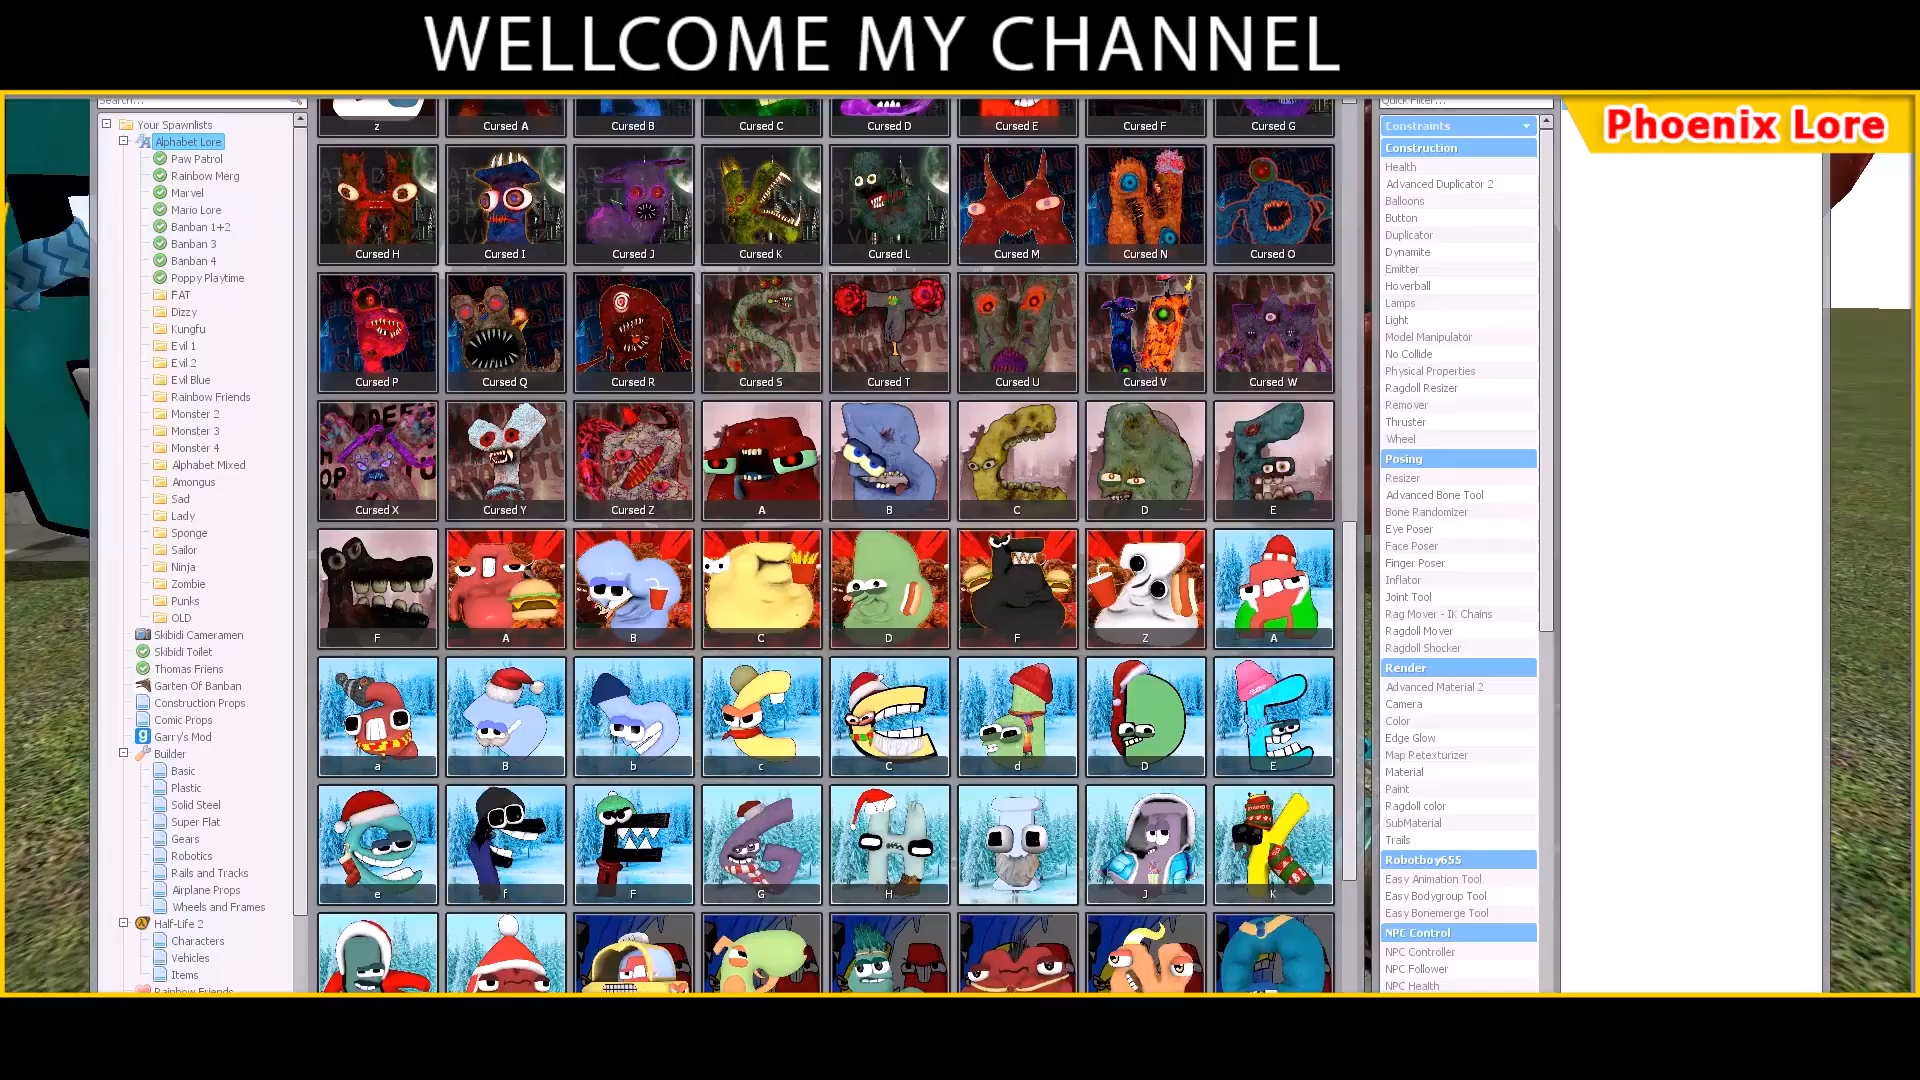 WELLCOME MY CHANNEL
Phoenix Lore
Search...
Your Spawnlists
Alphabet Lore
Paw Patrol
Rainbow Merg
Marvel
Mario Lore
Banban 1+2
Banban 3
Banban 4
Poppy Playtime
FAT
Dizzy
Kungfu
Evil 1
Evil 2
Evil Blue
Rainbow Friends
Monster 2
Monster 3
Monster 4
Alphabet Mixed
Amongus
Sad
Lady
Sponge
Sailor
Ninja
Zombie
Punks
OLD
Skibidi Cameramen
Skibidi Toilet
Thomas Friens
Garten Of Banban
Construction Props
Comic Props
Garry's Mod
Builder
Basic
Plastic
Solid Steel
Super Flat
Gears
Robotics
Rails and Tracks
Airplane Props
Wheels and Frames
Half-Life 2
Characters
Vehicles
Items
Rainbow Friends
z Cursed A Cursed B Cursed C Cursed D Cursed E Cursed F Cursed G
Cursed H Cursed I Cursed J Cursed K Cursed L Cursed M Cursed N Cursed O
Cursed P Cursed Q Cursed R Cursed S Cursed T Cursed U Cursed V Cursed W
Cursed X Cursed Y Cursed Z A B C D E
F A B C D F Z A
a B b c C d D E
e f F G H I J K
Quick Filter...
Constraints
Construction
Health
Advanced Duplicator 2
Balloons
Button
Duplicator
Dynamite
Emitter
Hoverball
Lamps
Light
Model Manipulator
No Collide
Physical Properties
Ragdoll Resizer
Remover
Thruster
Wheel
Posing
Resizer
Advanced Bone Tool
Bone Randomizer
Eye Poser
Face Poser
Finger Poser
Inflator
Joint Tool
Rag Mover - IK Chains
Ragdoll Mover
Ragdoll Shocker
Render
Advanced Material 2
Camera
Color
Edge Glow
Map Retexturizer
Material
Paint
Ragdoll color
SubMaterial
Trails
Robotboy655
Easy Animation Tool
Easy Bodygroup Tool
Easy Bonemerge Tool
NPC Control
NPC Controller
NPC Follower
NPC Health